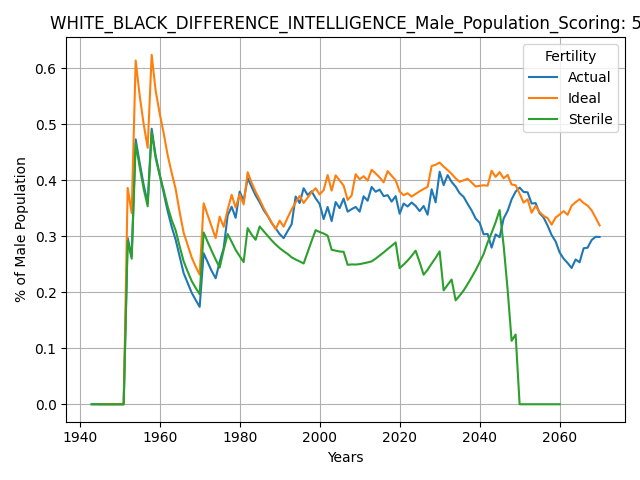 WHITE_BLACK_DIFFERENCE_INTELLIGENCE_Male_Population_Scoring: 5
Fertility
Actual
Ideal
Sterile
% of Male Population
0.6
0.5
0.4
0.3
0.2
0.1
0.0
1940 1960 1980 2000 2020 2040 2060
Years